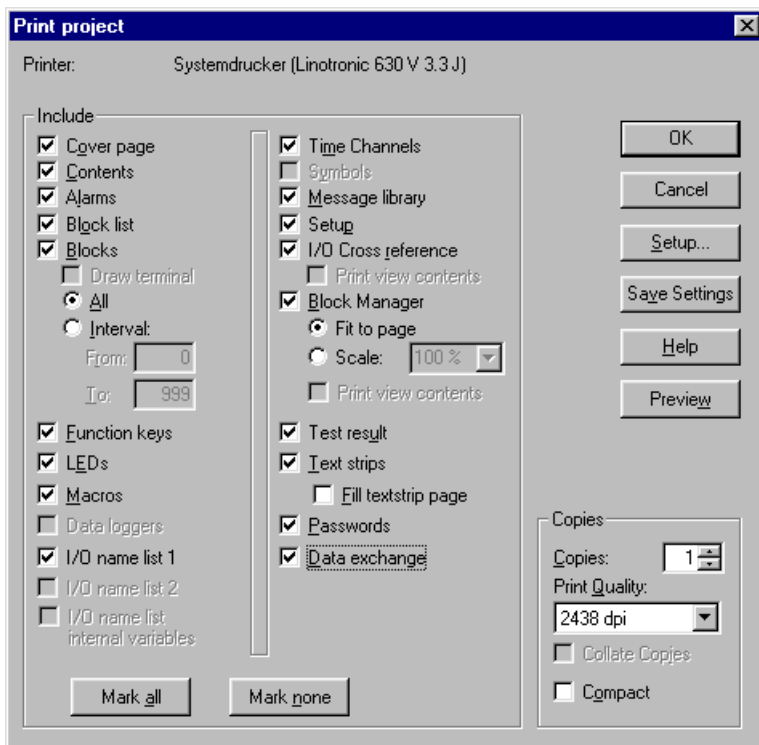 Print project
Printer: Systemdrucker (Linotronic 630 V 3.3 J)
Include
Cover page
Contents
Alarms
Block list
Blocks
Draw terminal
All
Interval:
From: 0
To: 999
Function keys
LEDs
Macros
Data loggers
I/O name list 1
I/O name list 2
I/O name list
internal variables
Time Channels
Symbols
Message library
Setup
I/O Cross reference
Print view contents
Block Manager
Fit to page
Scale: 100 %
Print view contents
Test result
Text strips
Fill textstrip page
Passwords
Data exchange
Mark all
Mark none
OK
Cancel
Setup...
Save Settings
Help
Preview
Copies
Copies: 1
Print Quality:
2438 dpi
Collate Copies
Compact